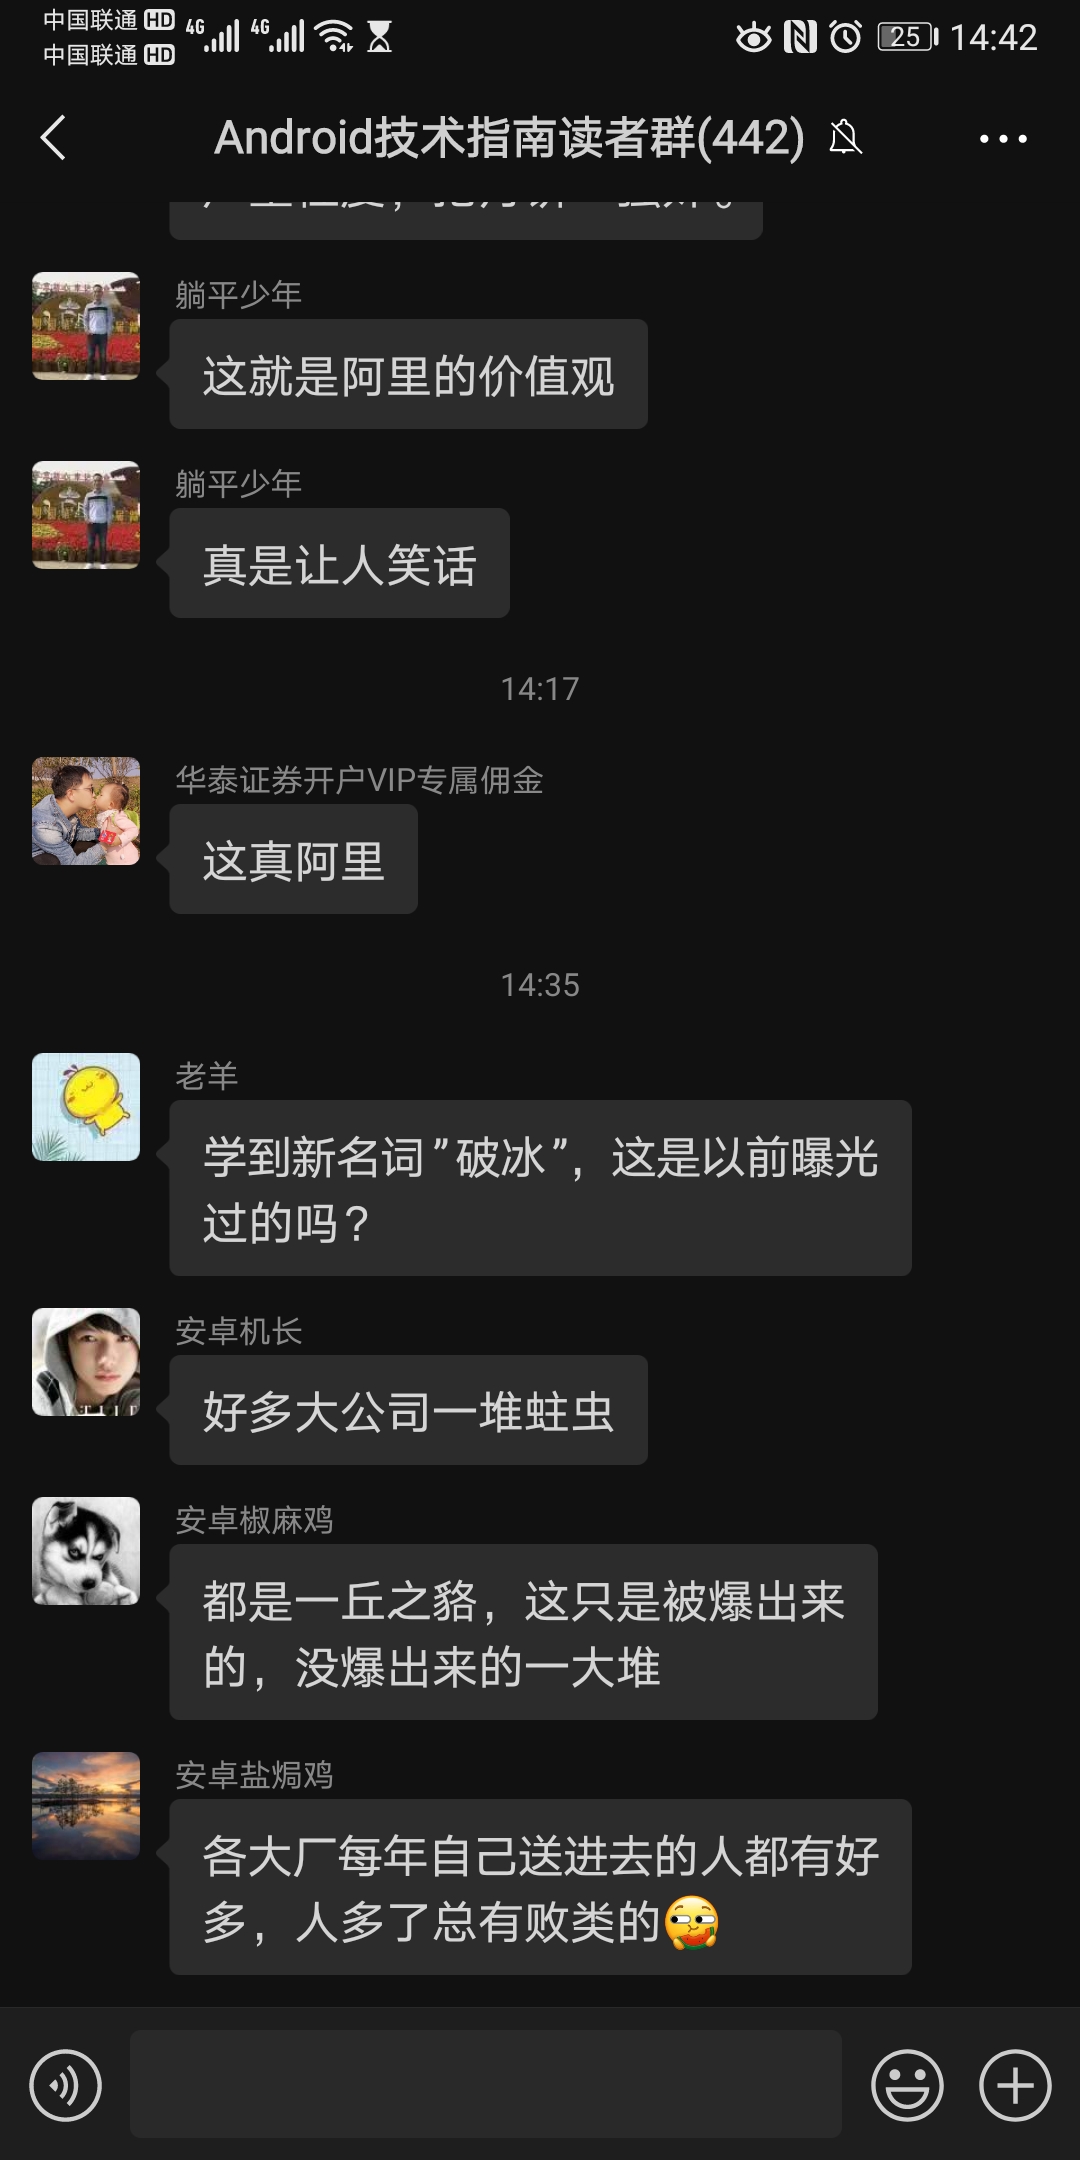 中国联通 HD 4G 4G 25 14:42
中国联通 HD
Android技术指南读者群(442)
躺平少年
这就是阿里的价值观
躺平少年
真是让人笑话
14:17
华泰证券开户VIP专属佣金
这真阿里
14:35
老羊
学到新名词”破冰”，这是以前曝光
过的吗？
安卓机长
好多大公司一堆蛀虫
安卓椒麻鸡
都是一丘之貉，这只是被爆出来
的，没爆出来的一大堆
安卓盐焗鸡
各大厂每年自己送进去的人都有好
多，人多了总有败类的